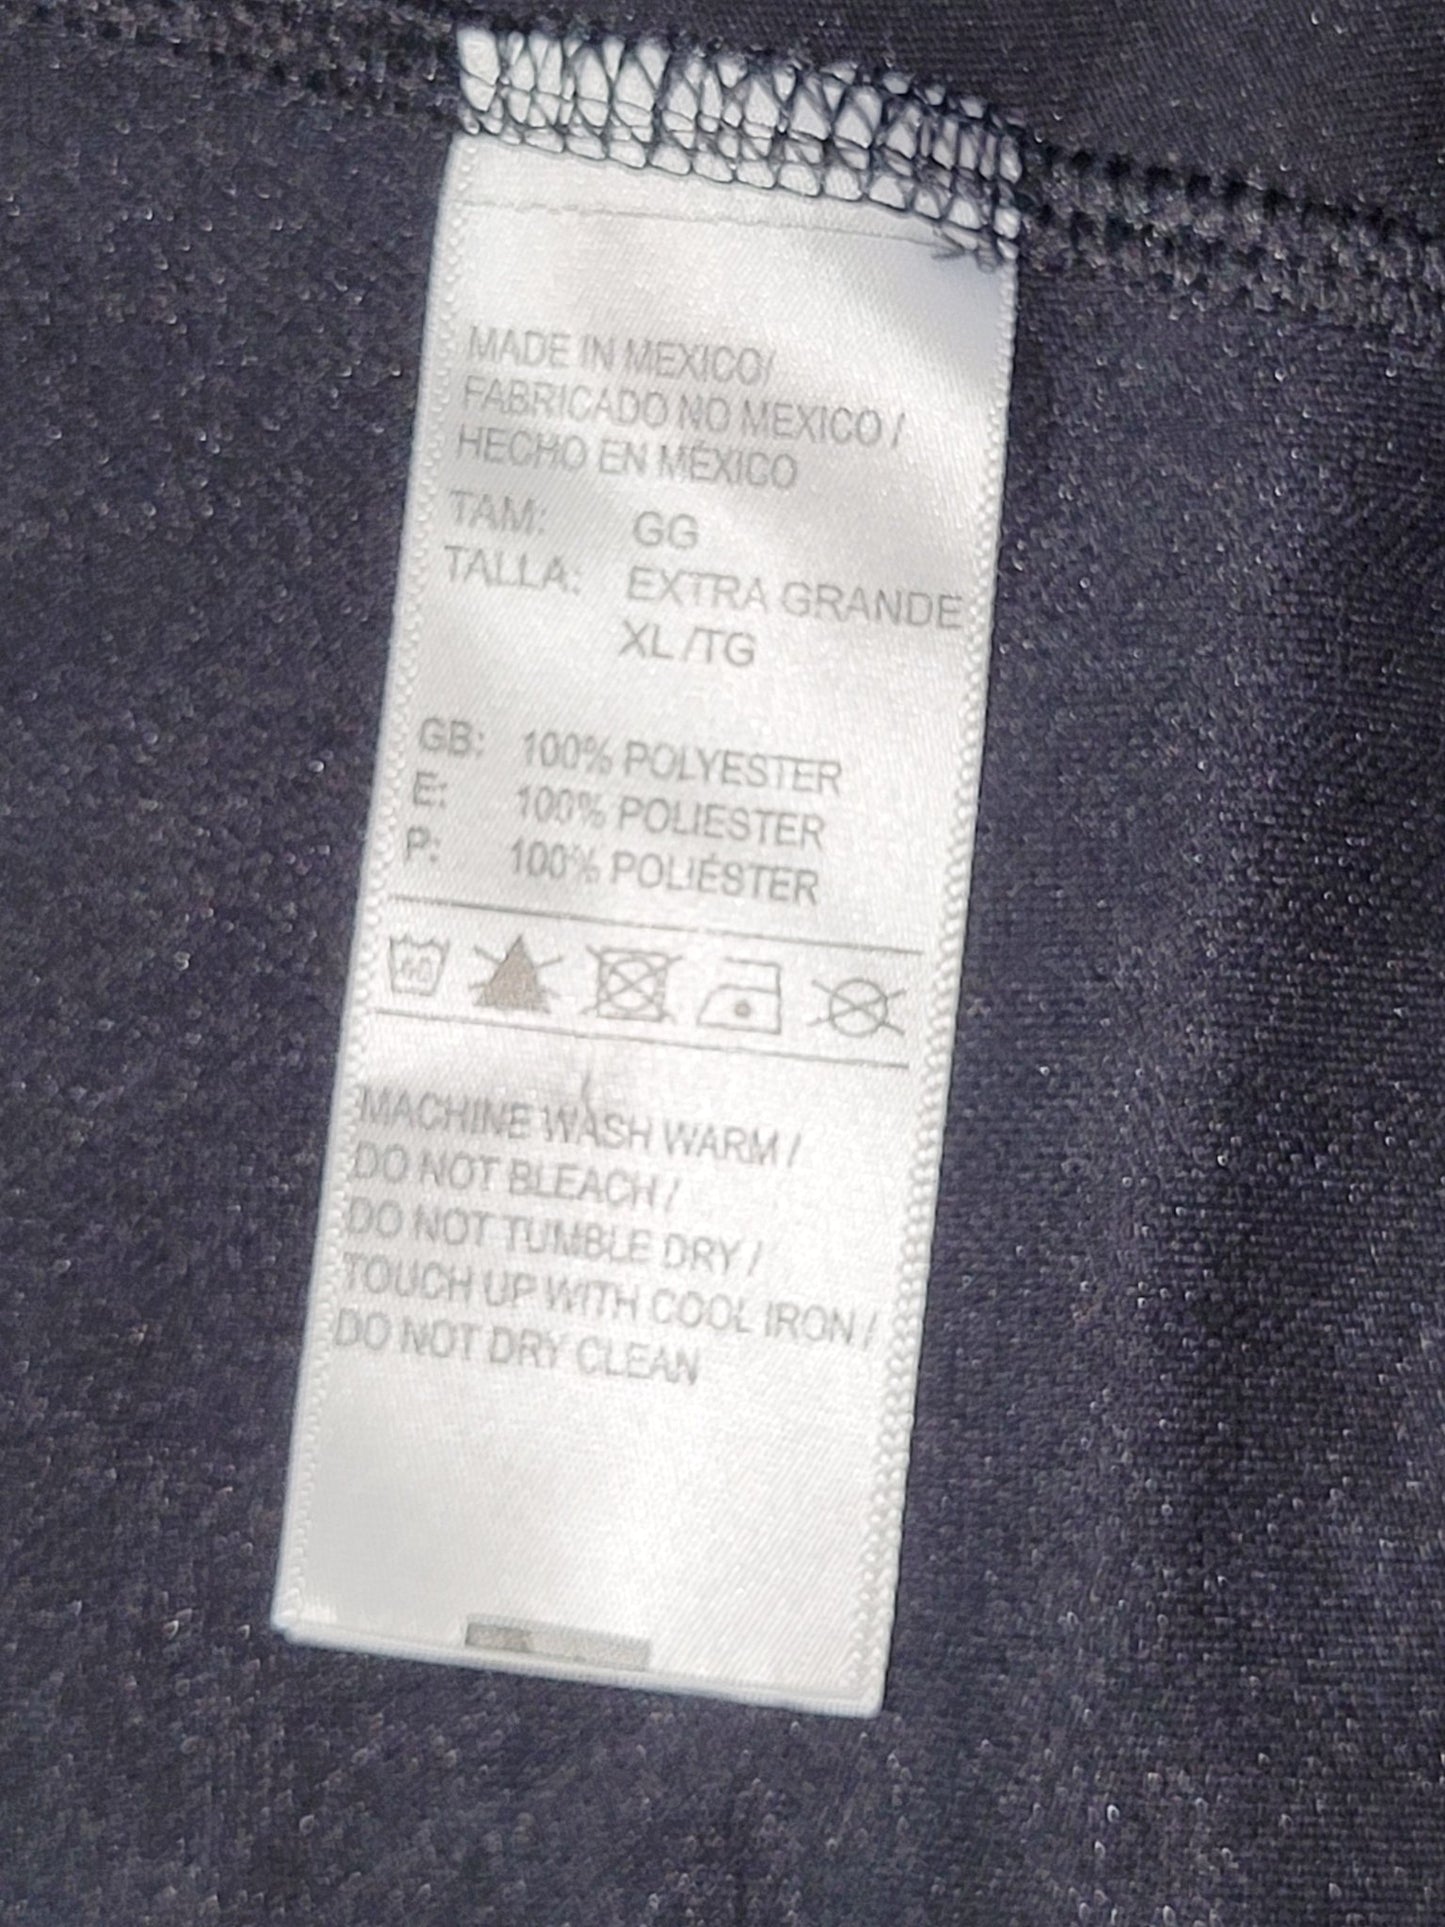 MADE IN MEXICO/
FABRICADO NO MEXICO /
HECHO EN MÉXICO
TAM: GG
TALLA: EXTRA GRANDE
XL/TG
GB: 100% POLYESTER
E: 100% POLIESTER
P: 100% POLIÉSTER
MACHINE WASH WARM /
DO NOT BLEACH /
DO NOT TUMBLE DRY /
TOUCH UP WITH COOL IRON /
DO NOT DRY CLEAN